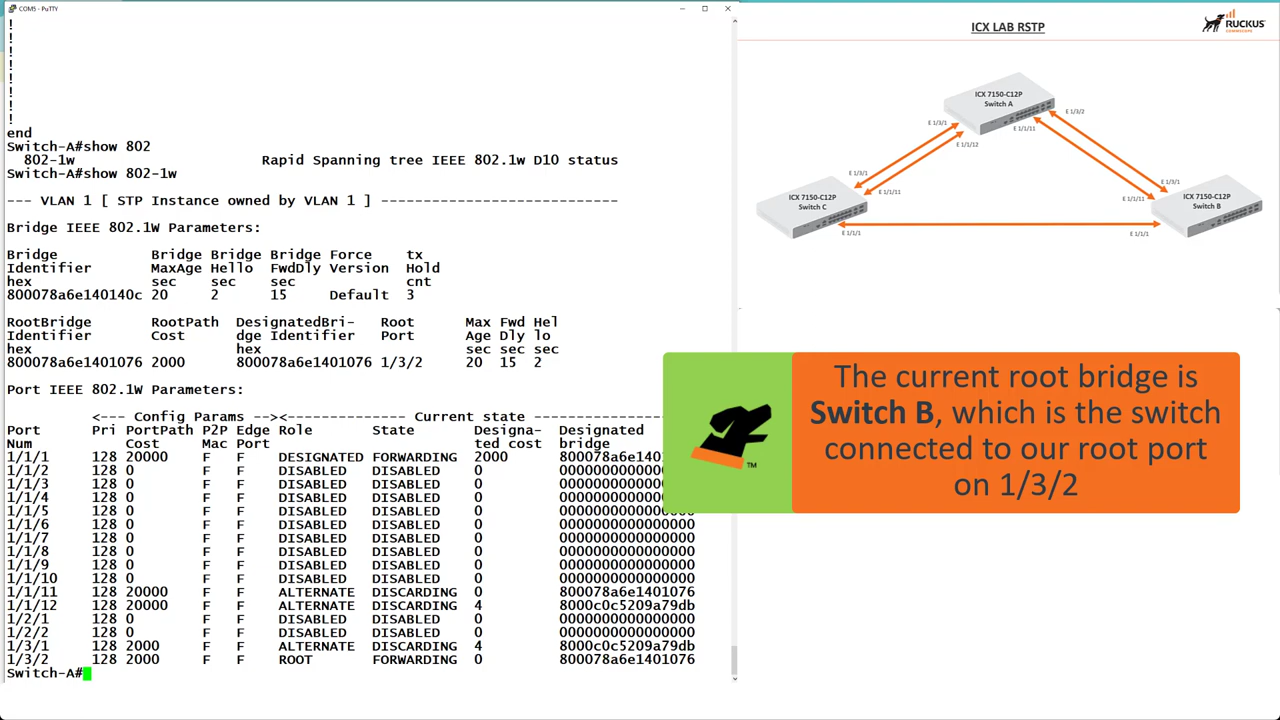 COM5 - PuTTY
!
!
!
!
!
!
!
!
end
Switch-A#show 802
802-1w Rapid Spanning tree IEEE 802.1w D10 status
Switch-A#show 802-1w
--- VLAN 1 [ STP Instance owned by VLAN 1 ] ----------------------------
Bridge IEEE 802.1W Parameters:
Bridge Bridge Bridge Bridge Force tx
Identifier MaxAge Hello FwdDly Version Hold
hex sec sec sec cnt
800078a6e140140c 20 2 15 Default 3
RootBridge RootPath DesignatedBri- Root Max Fwd Hel
Identifier Cost dge Identifier Port Age Dly lo
hex hex sec sec sec
800078a6e1401076 2000 800078a6e1401076 1/3/2 20 15 2
Port IEEE 802.1W Parameters:
<--- Config Params --><-------------- Current state ---------------
Port Pri PortPath P2P Edge Role State Designa- Designated
Num Cost Mac Port ted cost bridge
1/1/1 128 20000 F F DESIGNATED FORWARDING 2000 800078a6e1401
1/1/2 128 0 F F DISABLED DISABLED 0 0000000000000
1/1/3 128 0 F F DISABLED DISABLED 0 0000000000000
1/1/4 128 0 F F DISABLED DISABLED 0 0000000000000
1/1/5 128 0 F F DISABLED DISABLED 0 0000000000000
1/1/6 128 0 F F DISABLED DISABLED 0 0000000000000000
1/1/7 128 0 F F DISABLED DISABLED 0 0000000000000000
1/1/8 128 0 F F DISABLED DISABLED 0 0000000000000000
1/1/9 128 0 F F DISABLED DISABLED 0 0000000000000000
1/1/10 128 0 F F DISABLED DISABLED 0 0000000000000000
1/1/11 128 20000 F F ALTERNATE DISCARDING 0 800078a6e1401076
1/1/12 128 20000 F F ALTERNATE DISCARDING 4 8000c0c5209a79db
1/2/1 128 0 F F DISABLED DISABLED 0 0000000000000000
1/2/2 128 0 F F DISABLED DISABLED 0 0000000000000000
1/3/1 128 2000 F F ALTERNATE DISCARDING 4 8000c0c5209a79db
1/3/2 128 2000 F F ROOT FORWARDING 0 800078a6e1401076
Switch-A#
ICX LAB RSTP
RUCKUS
COMMSCOPE
ICX 7150-C12P
Switch A
E 1/3/1
E 1/1/12
E 1/1/11
E 1/3/2
E 1/3/1
E 1/1/11
ICX 7150-C12P
Switch C
E 1/1/1
E 1/3/1
E 1/1/11
ICX 7150-C12P
Switch B
E 1/1/1
The current root bridge is
Switch B, which is the switch
connected to our root port
on 1/3/2
TM